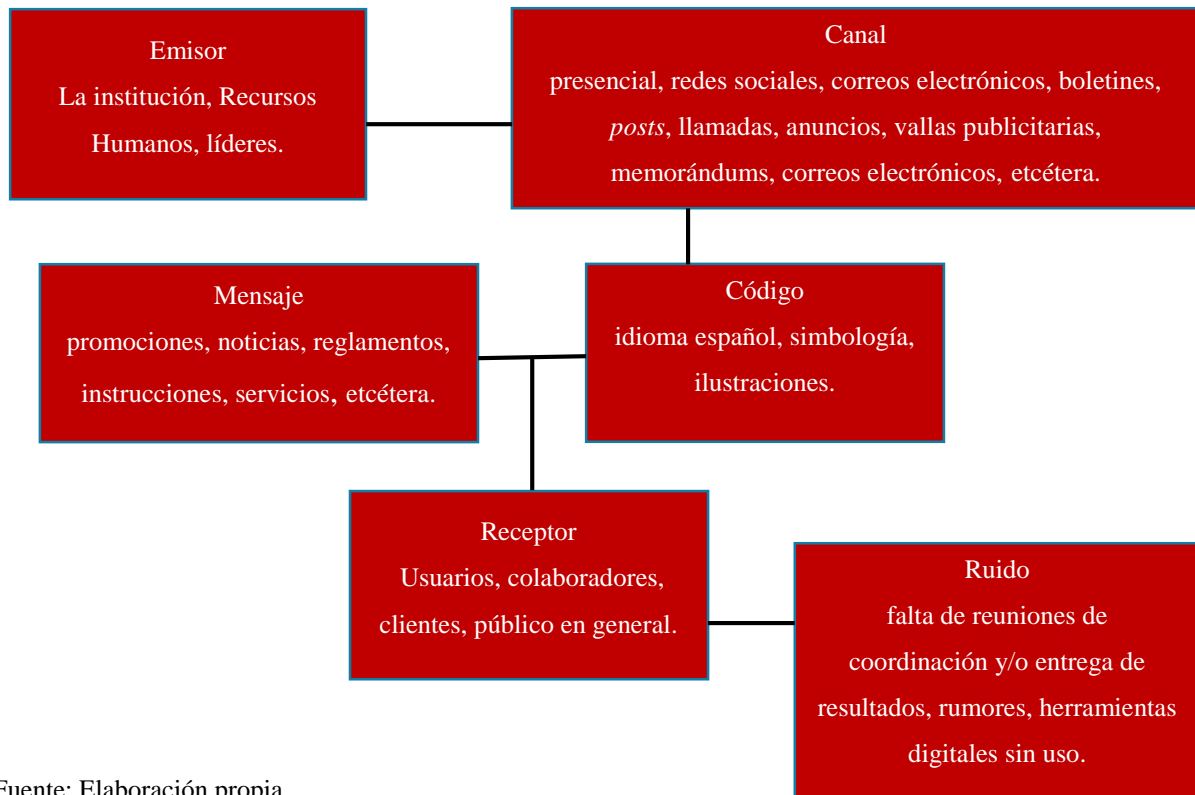 Emisor
La institución, Recursos
Humanos, líderes.
Canal
presencial, redes sociales, correos electrónicos, boletines,
posts, llamadas, anuncios, vallas publicitarias,
memorándums, correos electrónicos, etcétera.
Mensaje
promociones, noticias, reglamentos,
instrucciones, servicios, etcétera.
Código
idioma español, simbología,
ilustraciones.
Receptor
Usuarios, colaboradores,
clientes, público en general.
Ruido
falta de reuniones de
coordinación y/o entrega de
resultados, rumores, herramientas
digitales sin uso.
Fuente: Elaboración propia